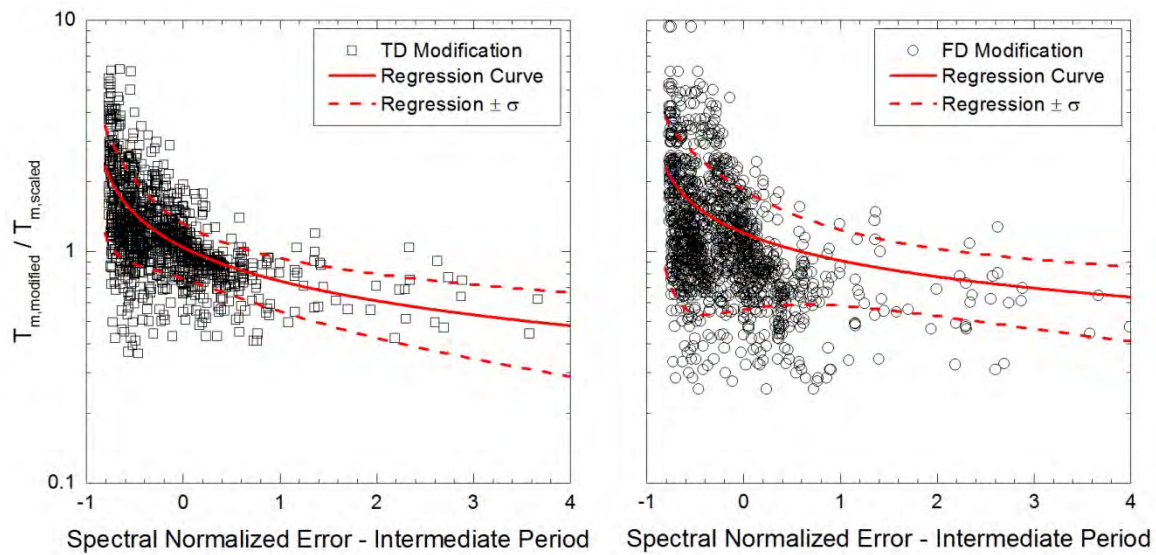 10
1
0.1
T m,modified / T m,scaled
TD Modification
Regression Curve
Regression ± σ
-1 0 1 2 3 4
Spectral Normalized Error - Intermediate Period
FD Modification
Regression Curve
Regression ± σ
-1 0 1 2 3 4
Spectral Normalized Error - Intermediate Period